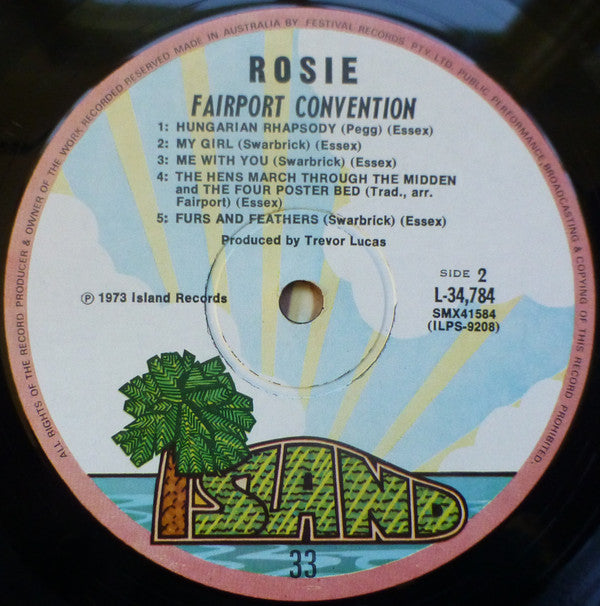 ALL RIGHTS OF THE RECORD PRODUCER & OWNER OF THE WORK RECORDED RESERVED MADE IN AUSTRALIA BY FESTIVAL RECORDS PTY. LTD. PUBLIC PERFORMANCE, BROADCASTING & COPYING OF THIS RECORD PROHIBITED.
ROSIE
FAIRPORT CONVENTION
1: HUNGARIAN RHAPSODY (Pegg) (Essex)
2: MY GIRL (Swarbrick) (Essex)
3: ME WITH YOU (Swarbrick) (Essex)
4: THE HENS MARCH THROUGH THE MIDDEN
and THE FOUR POSTER BED (Trad., arr.
Fairport) (Essex)
5: FURS AND FEATHERS (Swarbrick) (Essex)
Produced by Trevor Lucas
℗ 1973 Island Records
SIDE 2
L-34,784
SMX41584
(ILPS-9208)
ISLAND
33